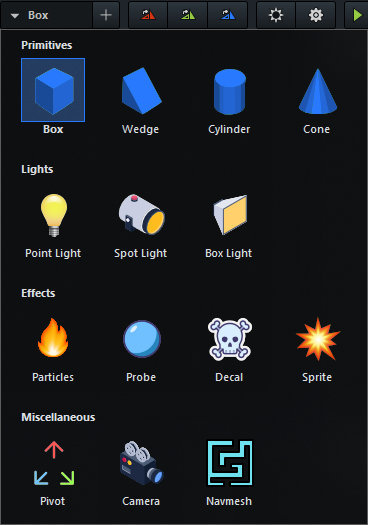 Box
Primitives
Box Wedge Cylinder Cone
Lights
Point Light Spot Light Box Light
Effects
Particles Probe Decal Sprite
Miscellaneous
Pivot Camera Navmesh